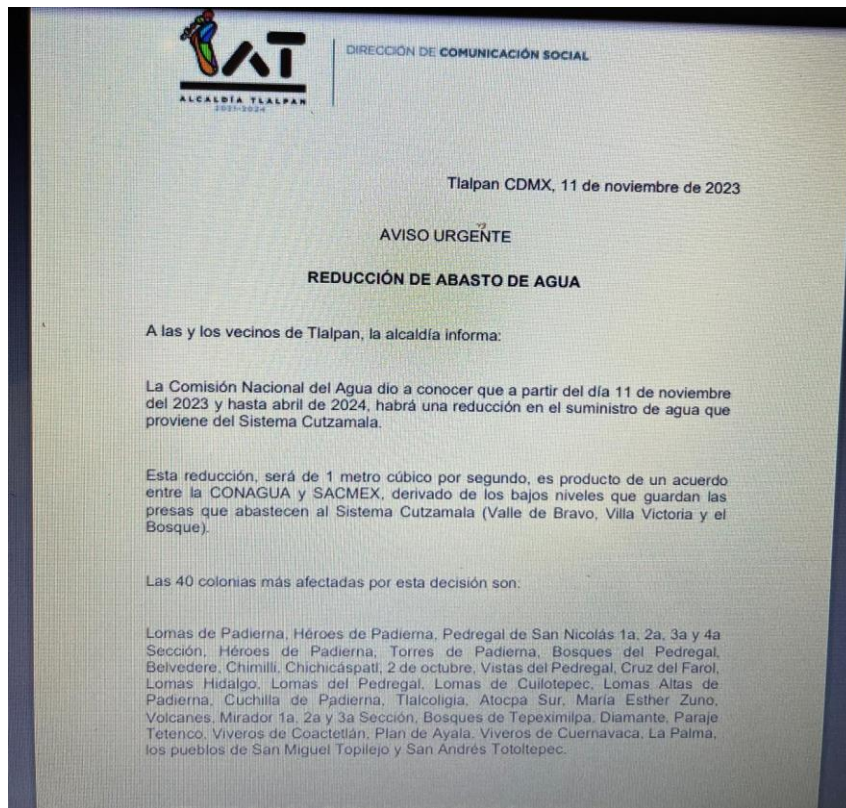 AT
ALCALDÍA TLALPAN
2021-2024
DIRECCIÓN DE COMUNICACIÓN SOCIAL
Tlalpan CDMX, 11 de noviembre de 2023
AVISO URGENTE
REDUCCIÓN DE ABASTO DE AGUA
A las y los vecinos de Tlalpan, la alcaldía informa:
La Comisión Nacional del Agua dio a conocer que a partir del día 11 de noviembre
del 2023 y hasta abril de 2024, habrá una reducción en el suministro de agua que
proviene del Sistema Cutzamala.
Esta reducción, será de 1 metro cúbico por segundo, es producto de un acuerdo
entre la CONAGUA y SACMEX, derivado de los bajos niveles que guardan las
presas que abastecen al Sistema Cutzamala (Valle de Bravo, Villa Victoria y el
Bosque).
Las 40 colonias más afectadas por esta decisión son:
Lomas de Padierna, Héroes de Padierna, Pedregal de San Nicolás 1a, 2a, 3a y 4a
Sección, Héroes de Padierna, Torres de Padierna, Bosques del Pedregal,
Belvedere, Chimilli, Chichicáspatl, 2 de octubre, Vistas del Pedregal, Cruz del Farol,
Lomas Hidalgo, Lomas del Pedregal, Lomas de Cuilotepec, Lomas Altas de
Padierna, Cuchilla de Padierna, Tlalcoligia, Atocpa Sur, María Esther Zuno,
Volcanes, Mirador 1a, 2a y 3a Sección, Bosques de Tepeximilpa, Diamante, Paraje
Tetenco, Viveros de Coactetlán, Plan de Ayala, Viveros de Cuernavaca, La Palma,
los pueblos de San Miguel Topilejo y San Andrés Totoltepec.